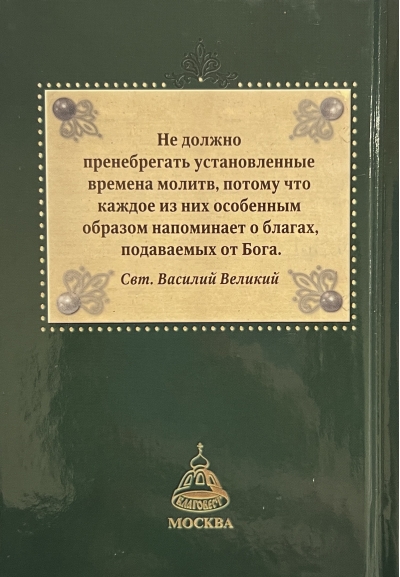 Не должно
пренебрегать установленные
времена молитв, потому что
каждое из них особенным
образом напоминает о благах,
подаваемых от Бога.
Свт. Василий Великий
БЛАГОВЕСТ
МОСКВА